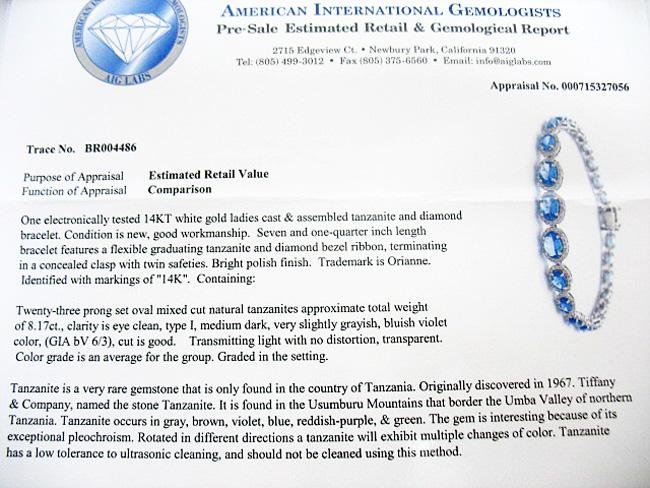 AMERICAN INTERNATIONAL GEMOLOGISTS
Pre-Sale Estimated Retail & Gemological Report
2715 Edgeview Ct. • Newbury Park, California 91320
Tel: (805) 499-3012 • Fax (805) 375-6560 • Email: info@aiglabs.com
AIG LABS
Appraisal No. 000715327056
Trace No. BR004486
Purpose of Appraisal Estimated Retail Value
Function of Appraisal Comparison
One electronically tested 14KT white gold ladies cast & assembled tanzanite and diamond
bracelet. Condition is new, good workmanship. Seven and one-quarter inch length
bracelet features a flexible graduating tanzanite and diamond bezel ribbon, terminating
in a concealed clasp with twin safeties. Bright polish finish. Trademark is Orianne.
Identified with markings of "14K". Containing:
Twenty-three prong set oval mixed cut natural tanzanites approximate total weight
of 8.17ct., clarity is eye clean, type I, medium dark, very slightly grayish, bluish violet
color, (GIA bV 6/3), cut is good. Transmitting light with no distortion, transparent.
Color grade is an average for the group. Graded in the setting.
Tanzanite is a very rare gemstone that is only found in the country of Tanzania. Originally discovered in 1967. Tiffany
& Company, named the stone Tanzanite. It is found in the Usumburu Mountains that border the Umba Valley of northern
Tanzania. Tanzanite occurs in gray, brown, violet, blue, reddish-purple, & green. The gem is interesting because of its
exceptional pleochroism. Rotated in different directions a tanzanite will exhibit multiple changes of color. Tanzanite
has a low tolerance to ultrasonic cleaning, and should not be cleaned using this method.